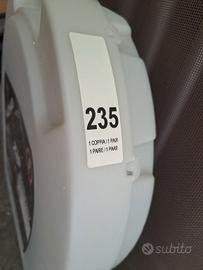 235
1 COPPIA / 1 PAIR
1 PAIRE / 1 PAAR
subito